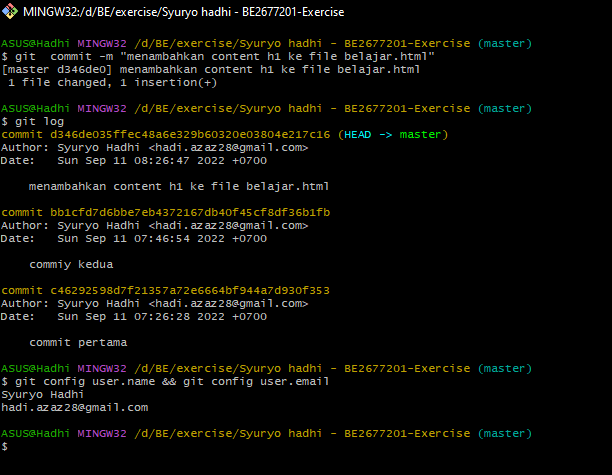 MINGW32:/d/BE/exercise/Syuryo hadhi - BE2677201-Exercise
ASUS@Hadhi MINGW32 /d/BE/exercise/Syuryo hadhi - BE2677201-Exercise (master)
$ git  commit -m "menambahkan content h1 ke file belajar.html"
[master d346de0] menambahkan content h1 ke file belajar.html
 1 file changed, 1 insertion(+)
ASUS@Hadhi MINGW32 /d/BE/exercise/Syuryo hadhi - BE2677201-Exercise (master)
$ git log
commit d346de035ffec48a6e329b60320e03804e217c16 (HEAD -> master)
Author: Syuryo Hadhi <hadi.azaz28@gmail.com>
Date:   Sun Sep 11 08:26:47 2022 +0700
    menambahkan content h1 ke file belajar.html
commit bb1cfd7d6bbe7eb4372167db40f45cf8df36b1fb
Author: Syuryo Hadhi <hadi.azaz28@gmail.com>
Date:   Sun Sep 11 07:46:54 2022 +0700
    commiy kedua
commit c46292598d7f21357a72e6664bf944a7d930f353
Author: Syuryo Hadhi <hadi.azaz28@gmail.com>
Date:   Sun Sep 11 07:26:28 2022 +0700
    commit pertama
ASUS@Hadhi MINGW32 /d/BE/exercise/Syuryo hadhi - BE2677201-Exercise (master)
$ git config user.name && git config user.email
Syuryo Hadhi
hadi.azaz28@gmail.com
ASUS@Hadhi MINGW32 /d/BE/exercise/Syuryo hadhi - BE2677201-Exercise (master)
$